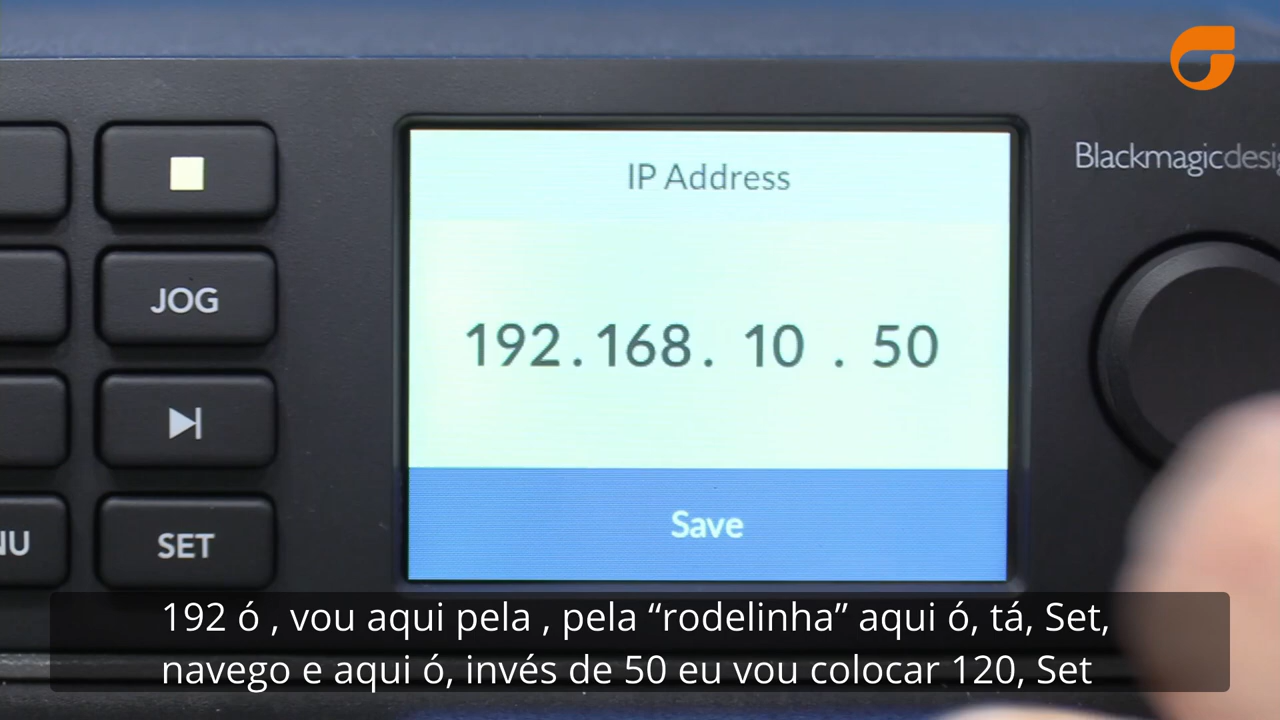 IP Address
Blackmagicdesig
192.168. 10 . 50
JOG
Save
NU
SET
192 ó , vou aqui pela , pela “rodelinha” aqui ó, tá, Set,
navego e aqui ó, invés de 50 eu vou colocar 120, Set